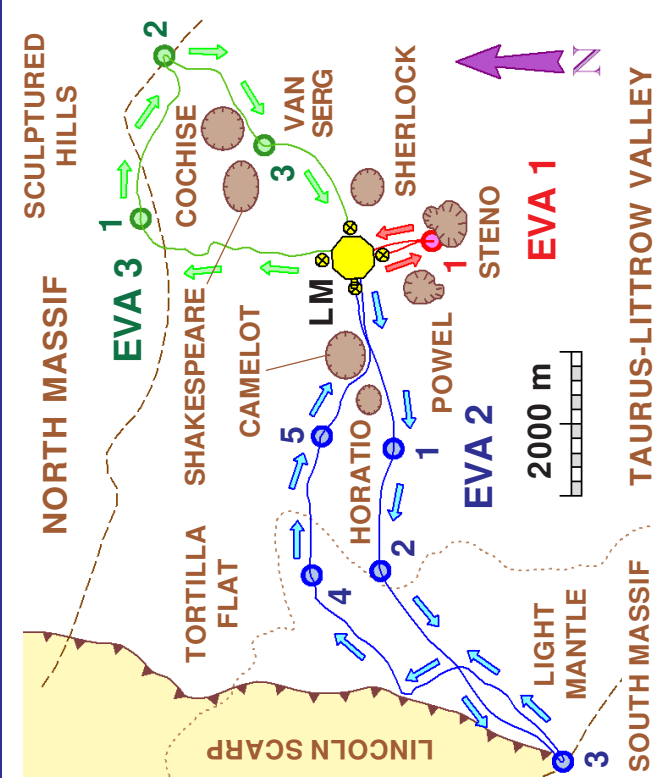 SCULPTURED
HILLS
NORTH MASSIF
2
1
EVA 3
COCHISE
VAN
SERG
3
SHERLOCK
N
SHAKESPEARE
CAMELOT
LM
1
STENO
EVA 1
TAURUS-LITTROW VALLEY
POWEL
HORATIO
5
1
EVA 2
2000 m
TORTILLA
FLAT
4
2
LIGHT
MANTLE
LINCOLN SCARP
3
SOUTH MASSIF